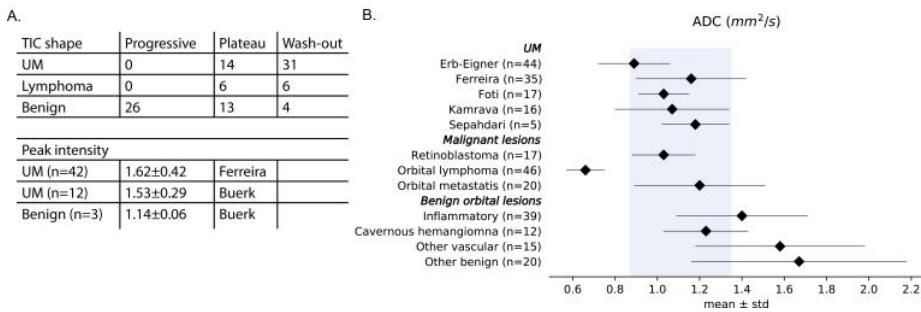 A.
TIC shape Progressive Plateau Wash-out
UM 0 14 31
Lymphoma 0 6 6
Benign 26 13 4
Peak intensity
UM (n=42) 1.62±0.42 Ferreira
UM (n=12) 1.53±0.29 Buerk
Benign (n=3) 1.14±0.06 Buerk
B.
ADC (mm²/s)
UM
Erb-Eigner (n=44)
Ferreira (n=35)
Foti (n=17)
Kamrava (n=16)
Sepahdari (n=5)
Malignant lesions
Retinoblastoma (n=17)
Orbital lymphoma (n=46)
Orbital metastatis (n=20)
Benign orbital lesions
Inflammatory (n=39)
Cavernous hemangiomna (n=12)
Other vascular (n=15)
Other benign (n=20)
0.6 0.8 1.0 1.2 1.4 1.6 1.8 2.0 2.2
mean ± std